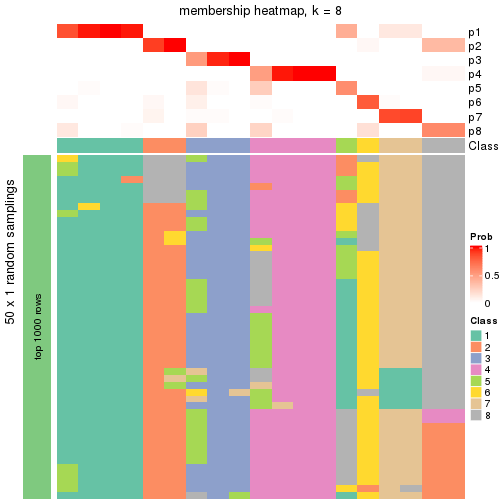 membership heatmap, k = 8
p1
p2
p3
p4
p5
p6
p7
p8
Class
50 x 1 random samplings
top 1000 rows
Prob
1
0.5
0
Class
1
2
3
4
5
6
7
8